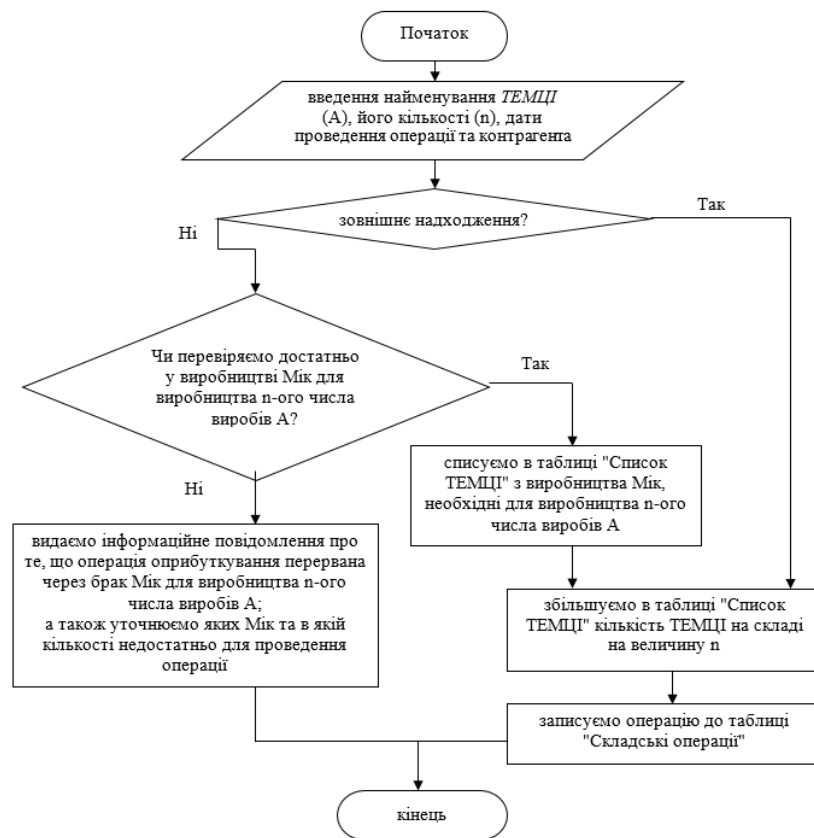 Початок
введення найменування ТЕМЦІ
(А), його кількості (n), дати
проведення операції та контрагента
зовнішнє надходження?
Так
Ні
Чи перевіряємо достатньо
у виробництві Мік для
виробництва n-ого числа
виробів А?
Так
Ні
списуємо в таблиці "Список
ТЕМЦІ" з виробництва Мік,
необхідні для виробництва n-ого
числа виробів А
видаємо інформаційне повідомлення про
те, що операція оприбуткування перервана
через брак Мік для виробництва n-ого
числа виробів А;
а також уточнюємо яких Мік та в якій
кількості недостатньо для проведення
операції
збільшуємо в таблиці "Список
ТЕМЦІ" кількість ТЕМЦІ на складі
на величину n
записуємо операцію до таблиці
"Складські операції"
кінець